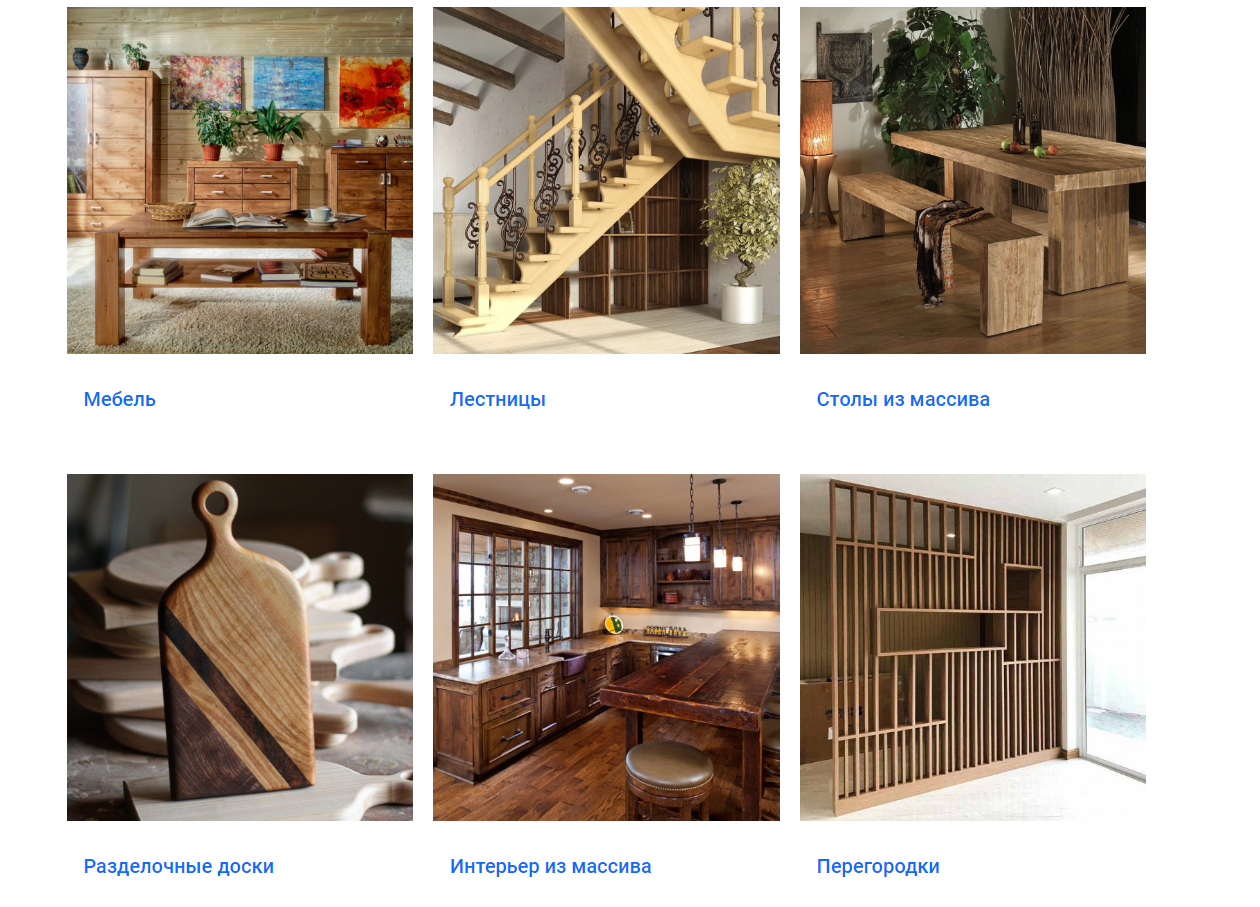 Мебель
Лестницы
Столы из массива
Разделочные доски
Интерьер из массива
Перегородки